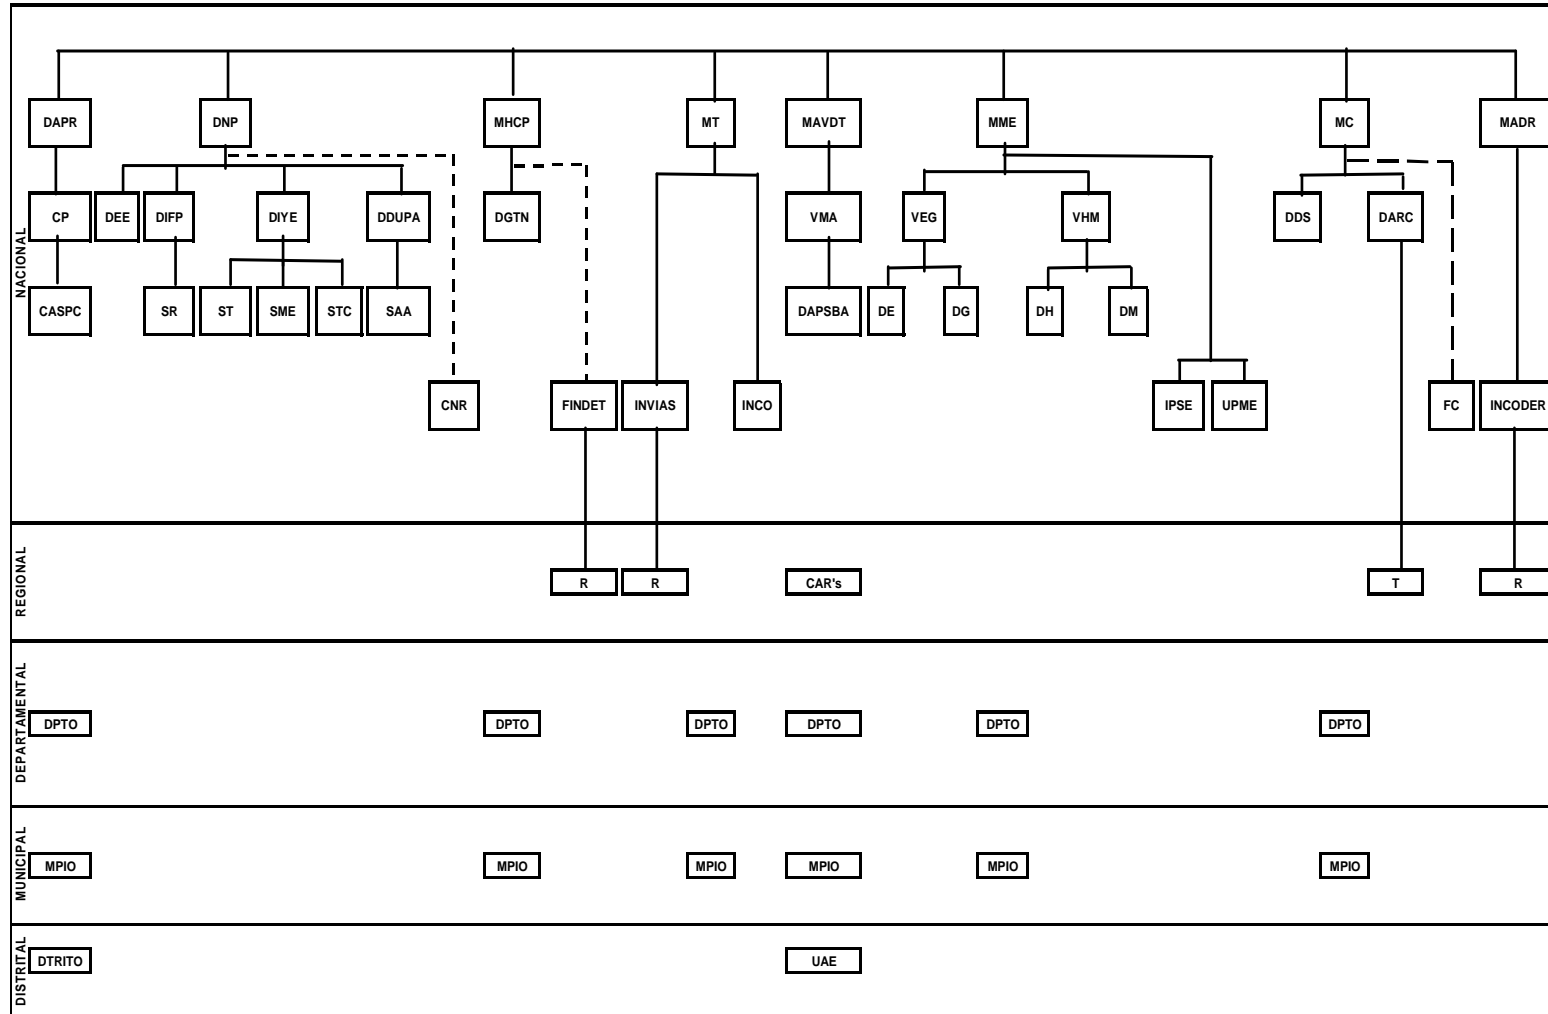 NACIONAL
DAPR
DNP
MHCP
MT
MAVDT
MME
MC
MADR
CP
DEE
DIFP
DIYE
DDUPA
DGTN
VMA
VEG
VHM
DDS
DARC
CASPC
SR
ST
SME
STC
SAA
DAPSBA
DE
DG
DH
DM
CNR
FINDET
INVIAS
INCO
IPSE
UPME
FC
INCODER
REGIONAL
R
R
CAR's
T
R
DEPARTAMENTAL
DPTO
DPTO
DPTO
DPTO
DPTO
DPTO
MUNICIPAL
MPIO
MPIO
MPIO
MPIO
MPIO
MPIO
DISTRITAL
DTRITO
UAE